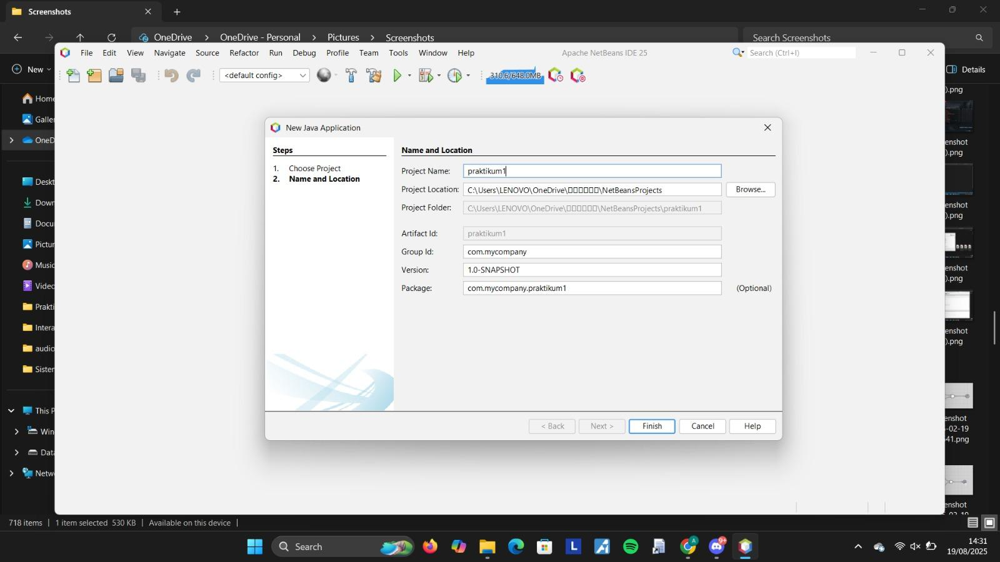 Screenshots
OneDrive > OneDrive - Personal > Pictures > Screenshots
Search Screenshots
New
Details
File Edit View Navigate Source Refactor Run Debug Profile Team Tools Window Help
Apache NetBeans IDE 25
Search (Ctrl+I)
<default config>
310.6/648.0MB
New Java Application
Steps
1. Choose Project
2. Name and Location
Name and Location
Project Name: praktikum1
Project Location: C:\Users\LENOVO\OneDrive\□□□□□□\NetBeansProjects
Browse...
Project Folder: C:\Users\LENOVO\OneDrive\□□□□□□\NetBeansProjects\praktikum1
Artifact Id: praktikum1
Group Id: com.mycompany
Version: 1.0-SNAPSHOT
Package: com.mycompany.praktikum1 (Optional)
< Back Next > Finish Cancel Help
Home
Galle
OneD
Deskt
Down
Docu
Pictur
Music
Video
Prakti
Intera
audio
Sister
This P
Win
Data
Netw
).png
enshot
).png
enshot
).png
enshot
).png
enshot
).png
enshot
-02-19
41.png
enshot
718 items | 1 item selected 530 KB | Available on this device |
Search
L
A
9+
14:31
19/08/2025